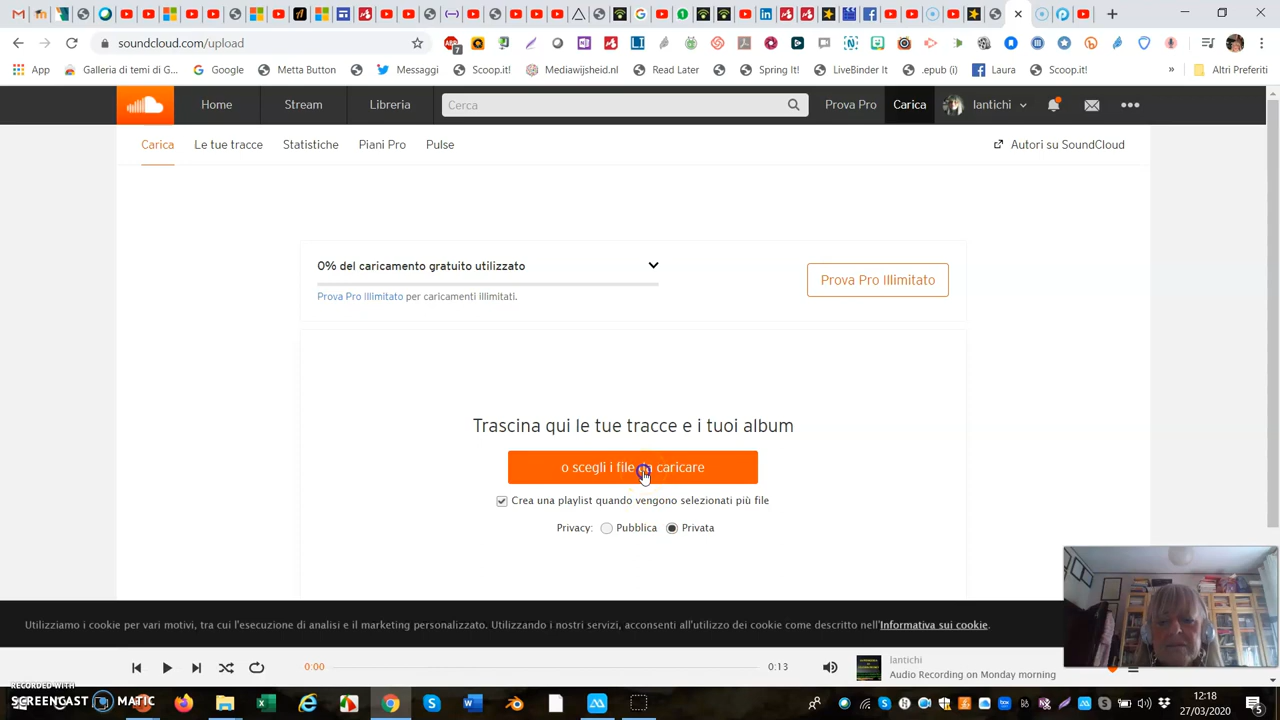 soundcloud.com/upload
7
App
Galleria di temi di G...
Google
Metta Button
Messaggi
Scoop.it!
Mediawijsheid.nl
Read Later
Spring It!
LiveBinder It
.epub (i)
Laura
Scoop.it!
»
Altri Preferiti
Home
Stream
Libreria
Cerca
Prova Pro
Carica
lantichi
Carica
Le tue tracce
Statistiche
Piani Pro
Pulse
Autori su SoundCloud
0% del caricamento gratuito utilizzato
Prova Pro Illimitato per caricamenti illimitati.
Prova Pro Illimitato
Trascina qui le tue tracce e i tuoi album
o scegli i file caricare
Crea una playlist quando vengono selezionati più file
Privacy: Pubblica Privata
Utilizziamo i cookie per vari motivi, tra cui l'esecuzione di analisi e il marketing personalizzato. Utilizzando i nostri servizi, acconsenti all'utilizzo dei cookie come descritto nell'Informativa sui cookie.
0:00
0:13
lantichi
Audio Recording on Monday morning
RECORDED WITH
SCREENCAST MATIC
12:18
27/03/2020
5